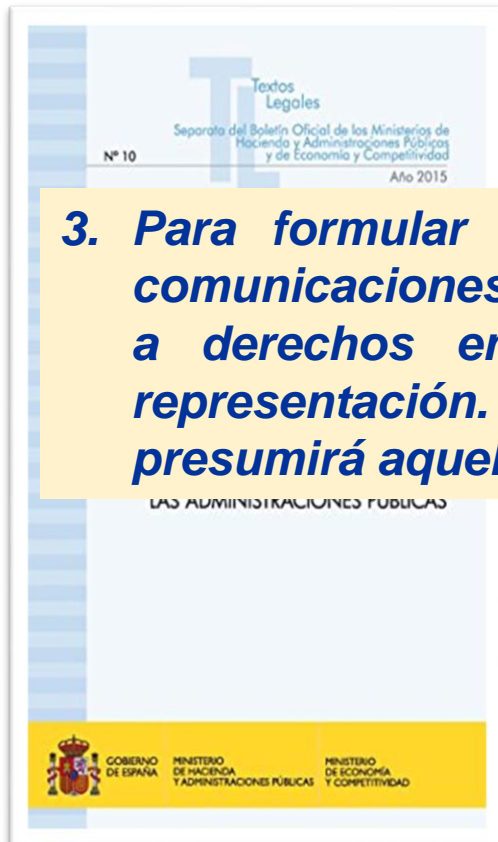 Textos
Legales
Separata del Boletín Oficial de los Ministerios de
Hacienda y Administraciones Públicas
y de Economía y Competitividad
Nº 10
Año 2015
3. Para formular
comunicaciones
a derechos en
representación.
presumirá aquel
LAS ADMINISTRACIONES PÚBLICAS
GOBIERNO
DE ESPAÑA
MINISTERIO
DE HACIENDA
Y ADMINISTRACIONES PÚBLICAS
MINISTERIO
DE ECONOMÍA
Y COMPETITIVIDAD